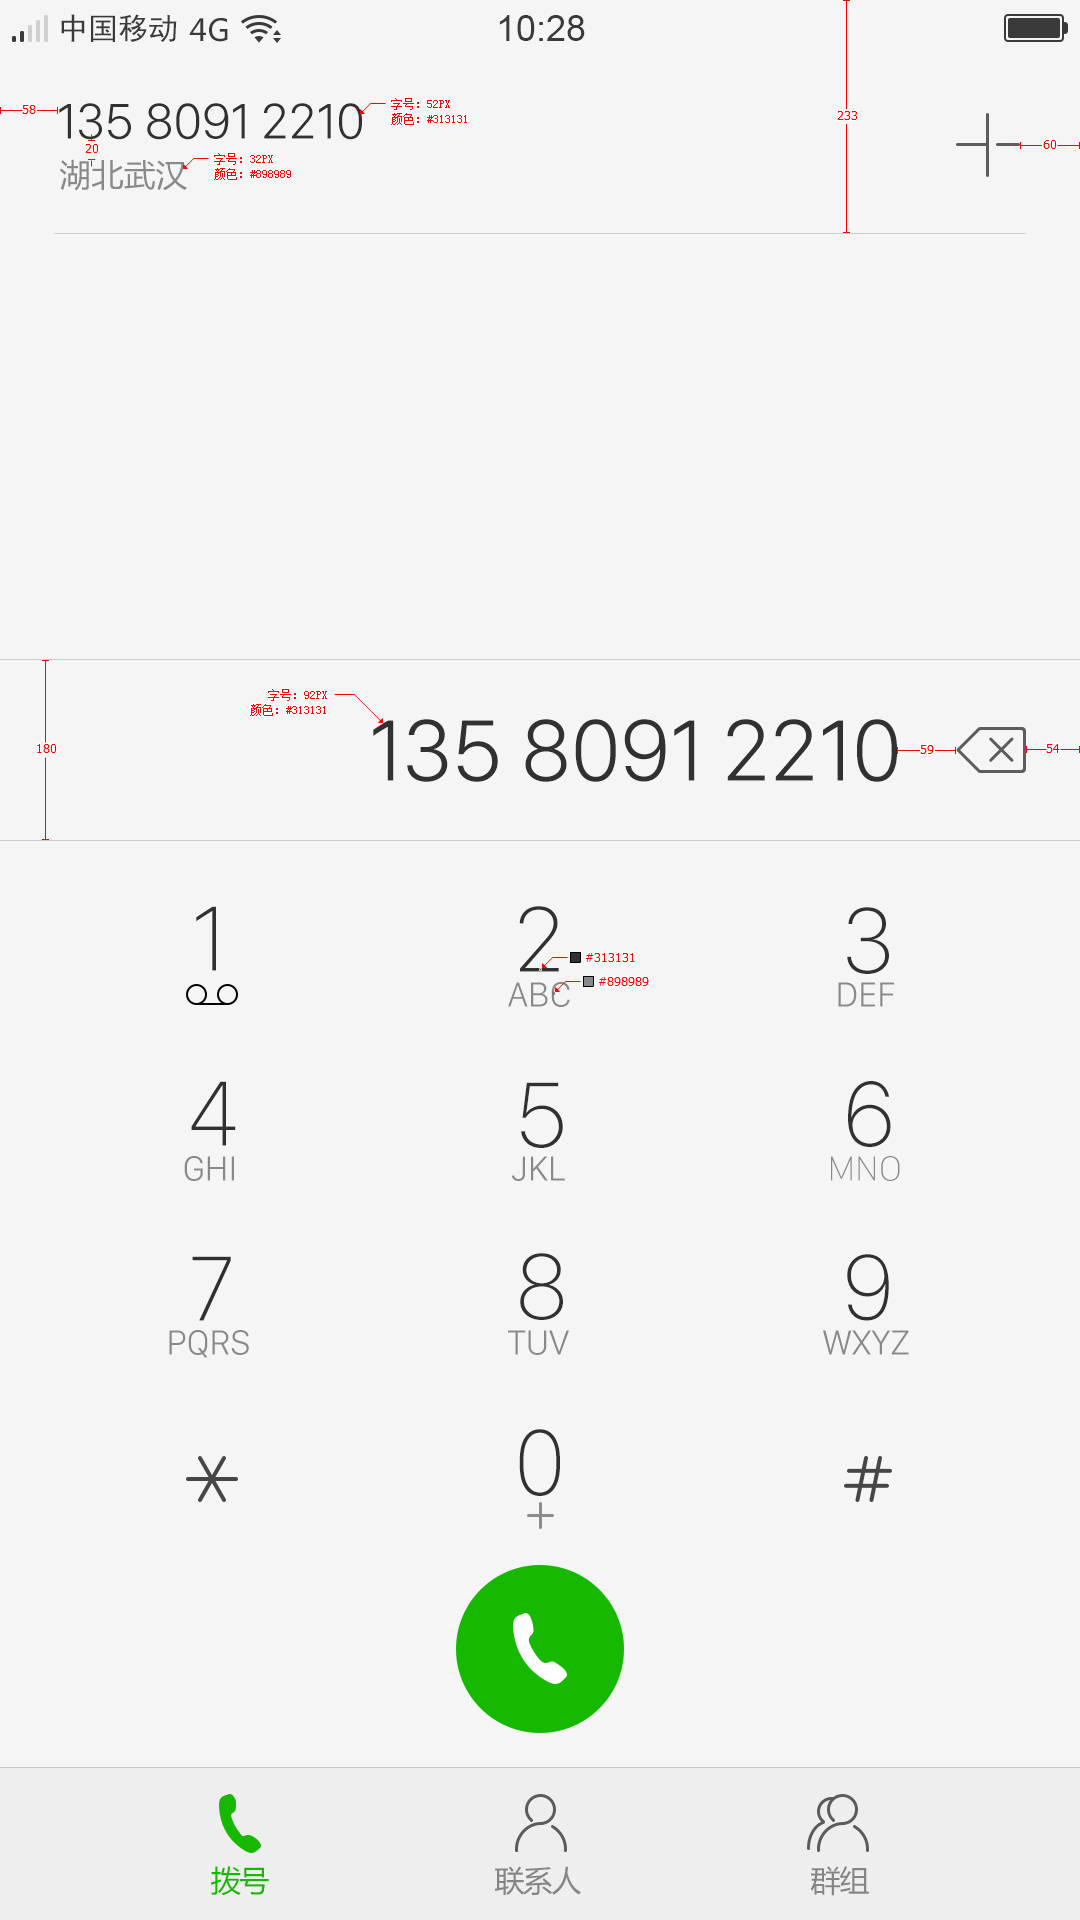 中国移动 4G 10:28
58 135 8091 2210 字号：52PX
颜色：#313131
233
60
20
湖北武汉 字号：32PX
颜色：#898989
字号：92PX
颜色：#313131
180
135 8091 2210 59 54
1 2 3
#313131
ABC DEF
#898989
4 5 6
GHI JKL MNO
7 8 9
PQRS TUV WXYZ
* 0 #
+
拨号 联系人 群组